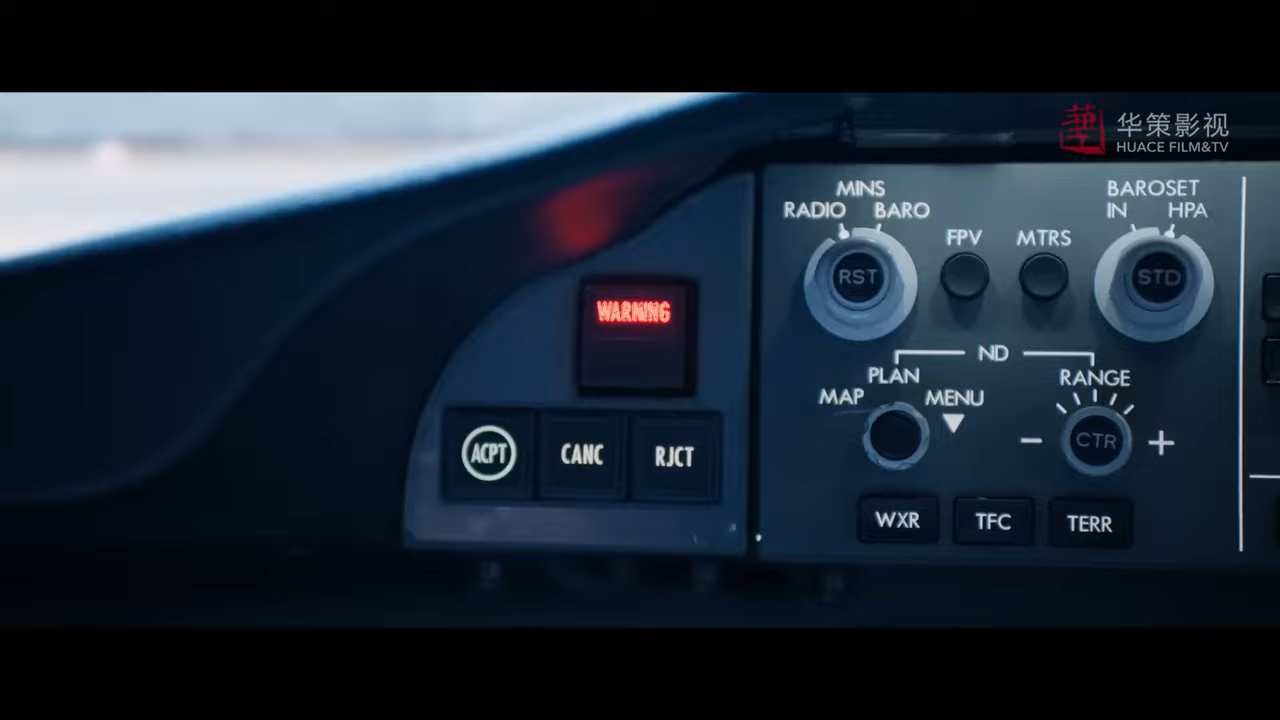 华策影视
HUACE FILM&TV
MINS
RADIO BARO
BAROSET
IN HPA
FPV MTRS
RST
STD
WARNING
ND
PLAN
RANGE
MAP MENU
CTR
− +
ACPT CANC RJCT
WXR TFC TERR